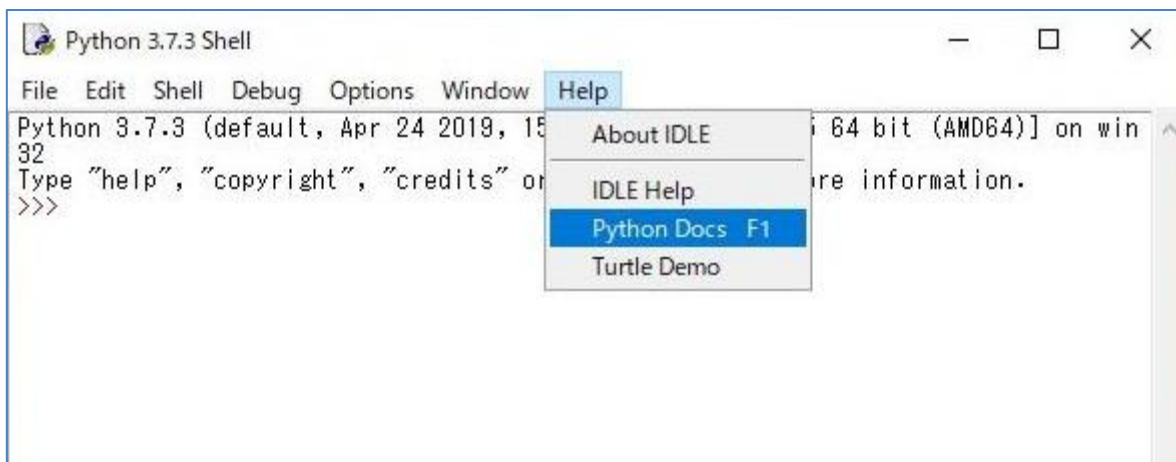 Python 3.7.3 Shell
File Edit Shell Debug Options Window Help
Python 3.7.3 (default, Apr 24 2019, 15 64 bit (AMD64)] on win
32
Type "help", "copyright", "credits" or re information.
>>>
About IDLE
IDLE Help
Python Docs F1
Turtle Demo